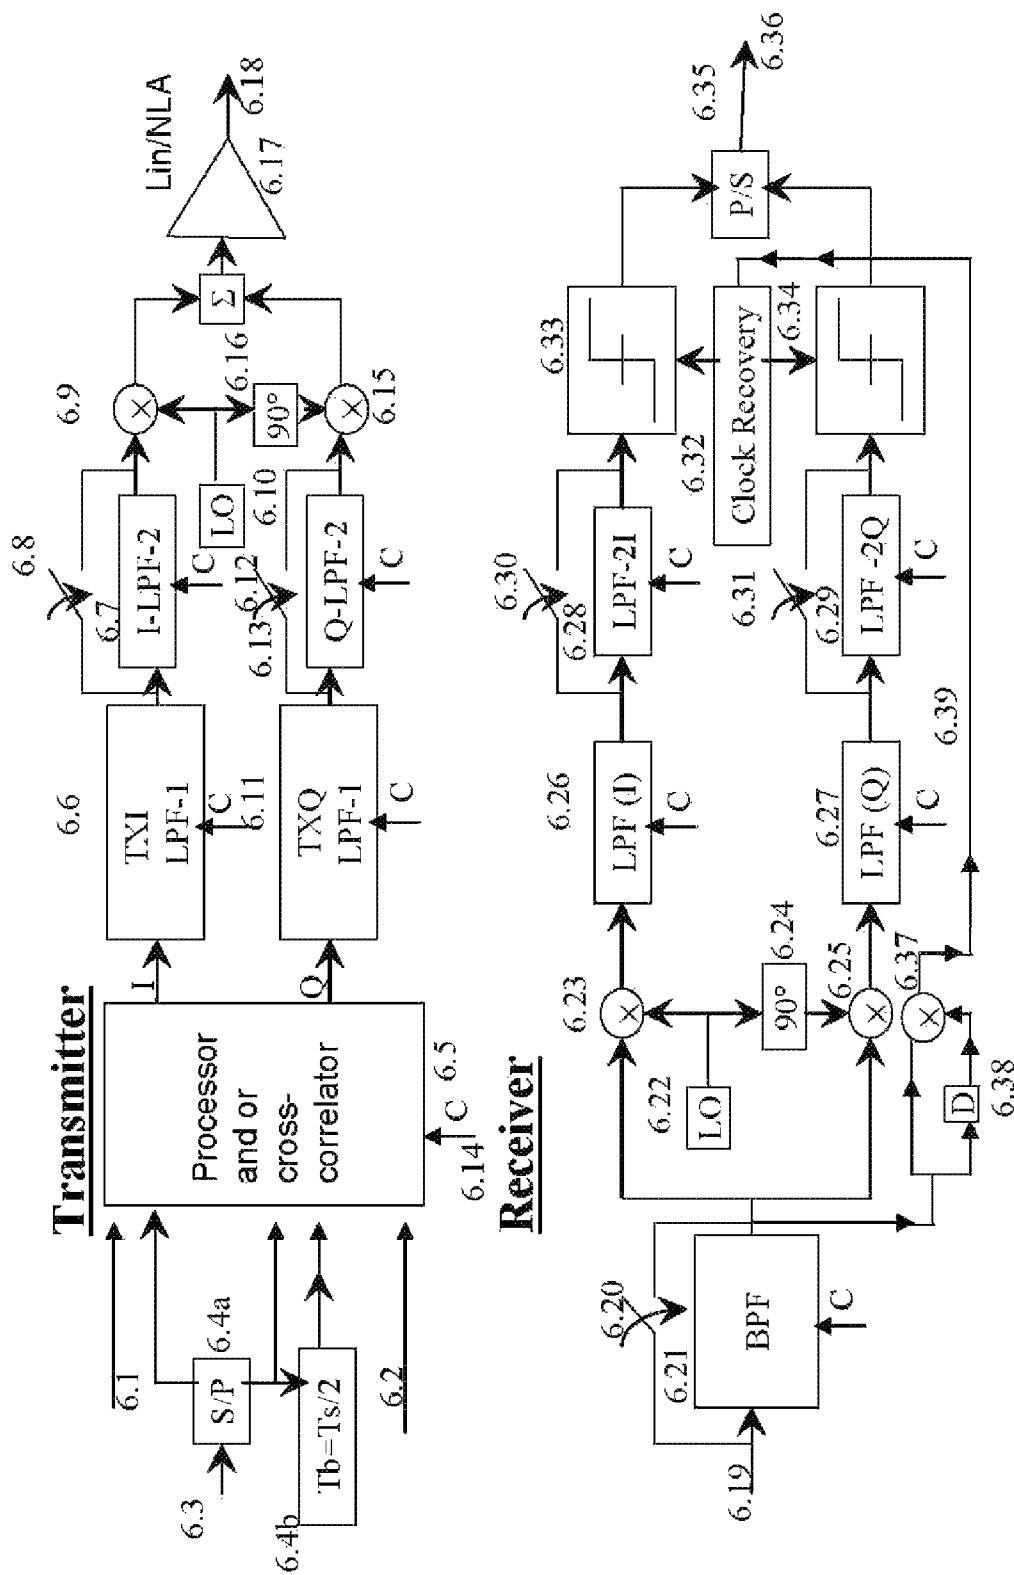 Transmitter
6.1
6.3
S/P
6.4a
6.4b
Tb=Ts/2
6.2
Processor
and or
cross-
correlator
C
6.5
6.14
I
Q
6.6
TXI
LPF-1
C
6.11
TXQ
LPF-1
C
6.8
6.7
I-LPF-2
C
6.12
6.13
Q-LPF-2
C
6.9
LO
6.10
90°
6.15
6.16
Σ
Lin/NLA
6.17
6.18
Receiver
6.19
6.20
6.21
BPF
C
6.22
LO
6.23
90°
6.24
6.25
6.37
D
6.38
6.39
6.26
LPF (I)
C
6.27
LPF (Q)
C
6.30
6.28
LPF-2I
C
6.31
6.29
LPF -2Q
C
6.32
Clock Recovery
6.33
6.34
P/S
6.35
6.36